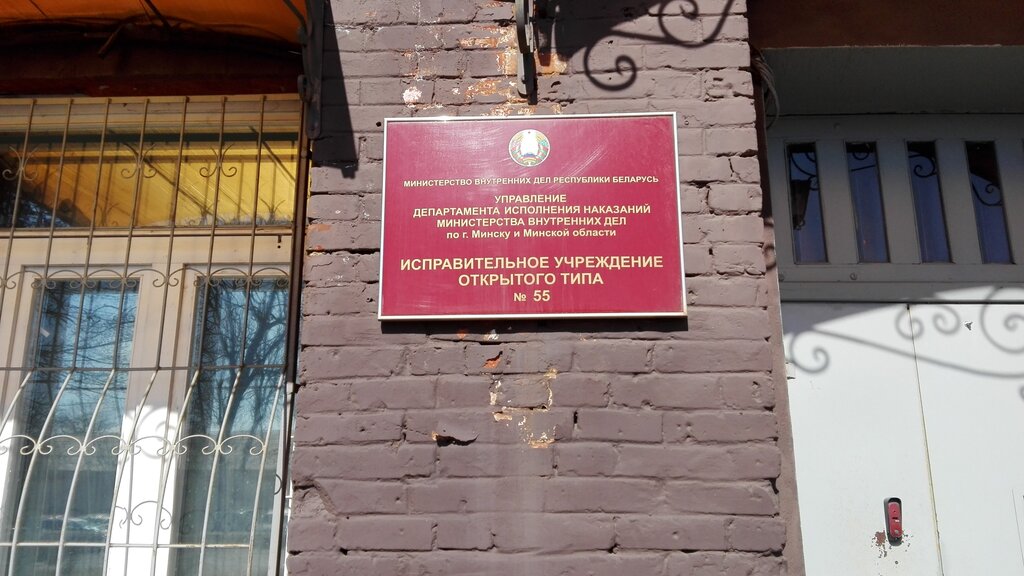 МИНИСТЕРСТВО ВНУТРЕННИХ ДЕЛ РЕСПУБЛИКИ БЕЛАРУСЬ
УПРАВЛЕНИЕ
ДЕПАРТАМЕНТА ИСПОЛНЕНИЯ НАКАЗАНИЙ
МИНИСТЕРСТВА ВНУТРЕННИХ ДЕЛ
по г. Минску и Минской области
ИСПРАВИТЕЛЬНОЕ УЧРЕЖДЕНИЕ
ОТКРЫТОГО ТИПА
№ 55